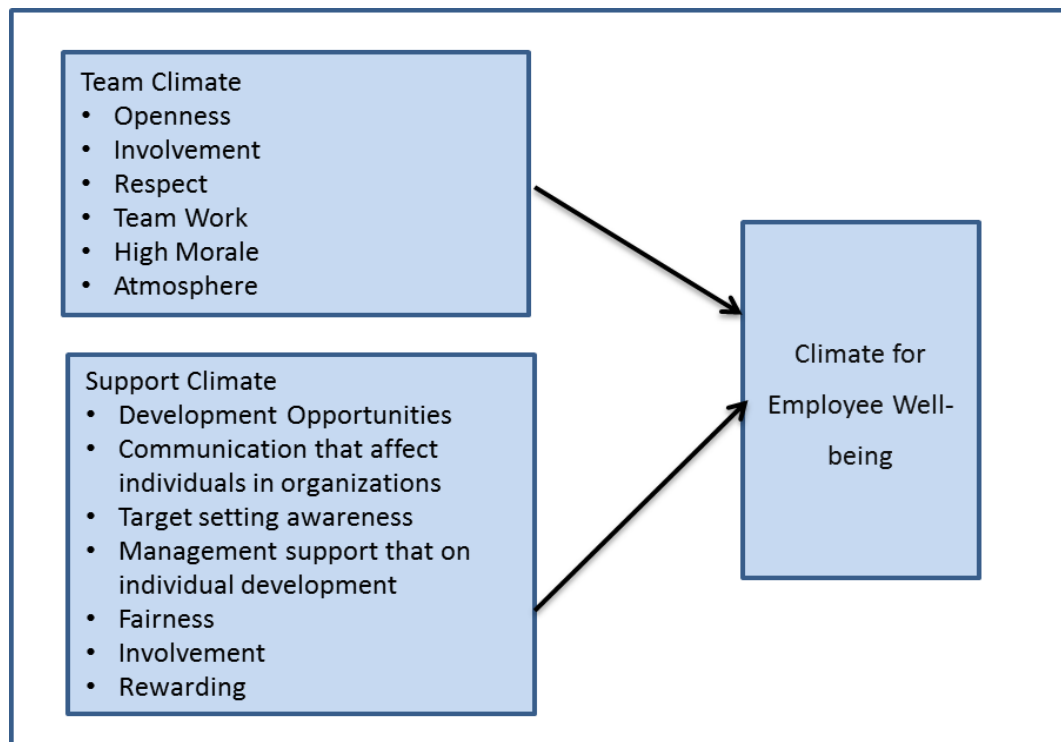 Team Climate
• Openness
• Involvement
• Respect
• Team Work
• High Morale
• Atmosphere
Support Climate
• Development Opportunities
• Communication that affect
individuals in organizations
• Target setting awareness
• Management support that on
individual development
• Fairness
• Involvement
• Rewarding
Climate for
Employee Well-
being